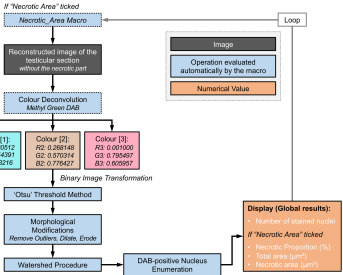 If "Necrotic Area" ticked
Necrotic_Area Macro
Loop
Reconstructed image of the
testicular section
without the necrotic part
Image
Operation evaluated
automatically by the macro
Numerical Value
Colour Deconvolution
Methyl Green DAB
[1]:
20512
4391
3216
Colour [2]:
R2: 0.268148
G2: 0.570314
B2: 0.776427
Colour [3]:
R3: 0.001000
G3: 0.795497
B3: 0.605957
Binary Image Transformation
'Otsu' Threshold Method
Morphological
Modifications
Remove Outliers, Dilate, Erode
Watershed Procedure
DAB-positive Nucleus
Enumeration
Display (Global results):
• Number of stained nuclei
If "Necrotic Area" ticked
• Necrotic Proportion (%)
• Total area (µm²)
• Necrotic area (µm²)